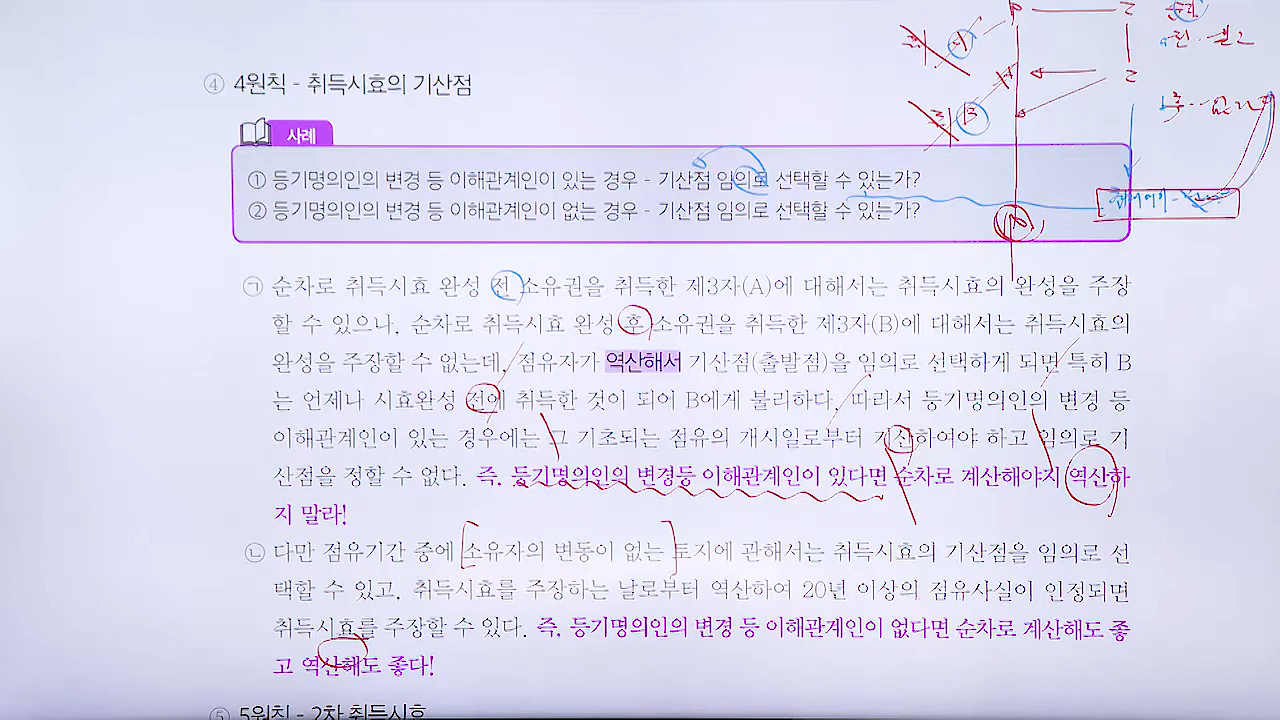 ④ 4원칙 - 취득시효의 기산점
사례
① 등기명의인의 변경 등 이해관계인이 있는 경우 - 기산점 임의로 선택할 수 있는가?
② 등기명의인의 변경 등 이해관계인이 없는 경우 - 기산점 임의로 선택할 수 있는가?
㉠ 순차로 취득시효 완성 전 소유권을 취득한 제3자(A)에 대해서는 취득시효의 완성을 주장
할 수 있으나, 순차로 취득시효 완성 후 소유권을 취득한 제3자(B)에 대해서는 취득시효의
완성을 주장할 수 없는데, 점유자가 역산해서 기산점(출발점)을 임의로 선택하게 되면 특히 B
는 언제나 시효완성 전에 취득한 것이 되어 B에게 불리하다. 따라서 등기명의인의 변경 등
이해관계인이 있는 경우에는 그 기초되는 점유의 개시일로부터 기산하여야 하고 임의로 기
산점을 정할 수 없다. 즉, 등기명의인의 변경등 이해관계인이 있다면 순차로 계산해야지 역산하
지 말라!
㉡ 다만 점유기간 중에 소유자의 변동이 없는 토지에 관해서는 취득시효의 기산점을 임의로 선
택할 수 있고, 취득시효를 주장하는 날로부터 역산하여 20년 이상의 점유사실이 인정되면
취득시효를 주장할 수 있다. 즉, 등기명의인의 변경 등 이해관계인이 없다면 순차로 계산해도 좋
고 역산해도 좋다!
⑤ 5원칙 - 2차 취득시효